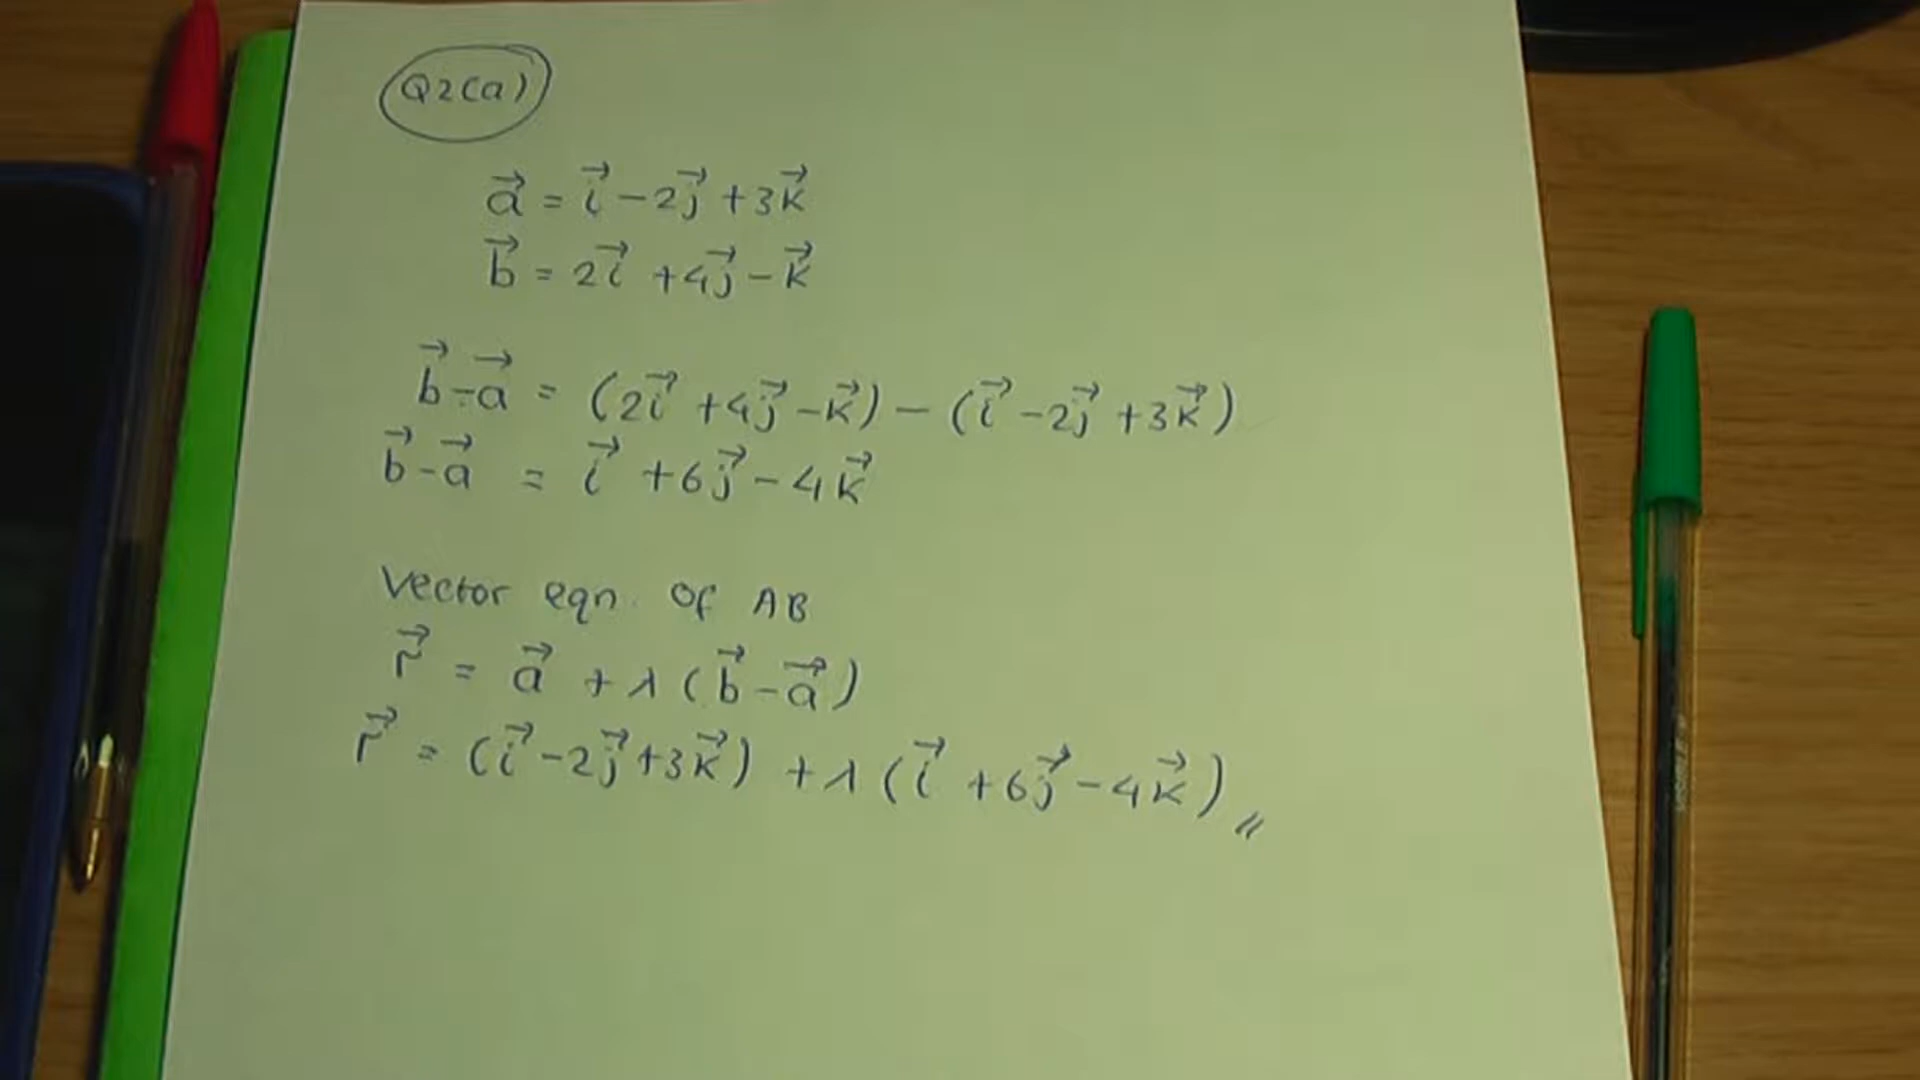 Q2(a)
a⃗ = i⃗ - 2j⃗ + 3k⃗
b⃗ = 2i⃗ + 4j⃗ - k⃗
b⃗ - a⃗ = (2i⃗ + 4j⃗ - k⃗) - (i⃗ - 2j⃗ + 3k⃗)
b⃗ - a⃗ = i⃗ + 6j⃗ - 4k⃗
Vector eqn. of AB
r⃗ = a⃗ + λ(b⃗ - a⃗)
r⃗ = (i⃗ - 2j⃗ + 3k⃗) + λ(i⃗ + 6j⃗ - 4k⃗)〃